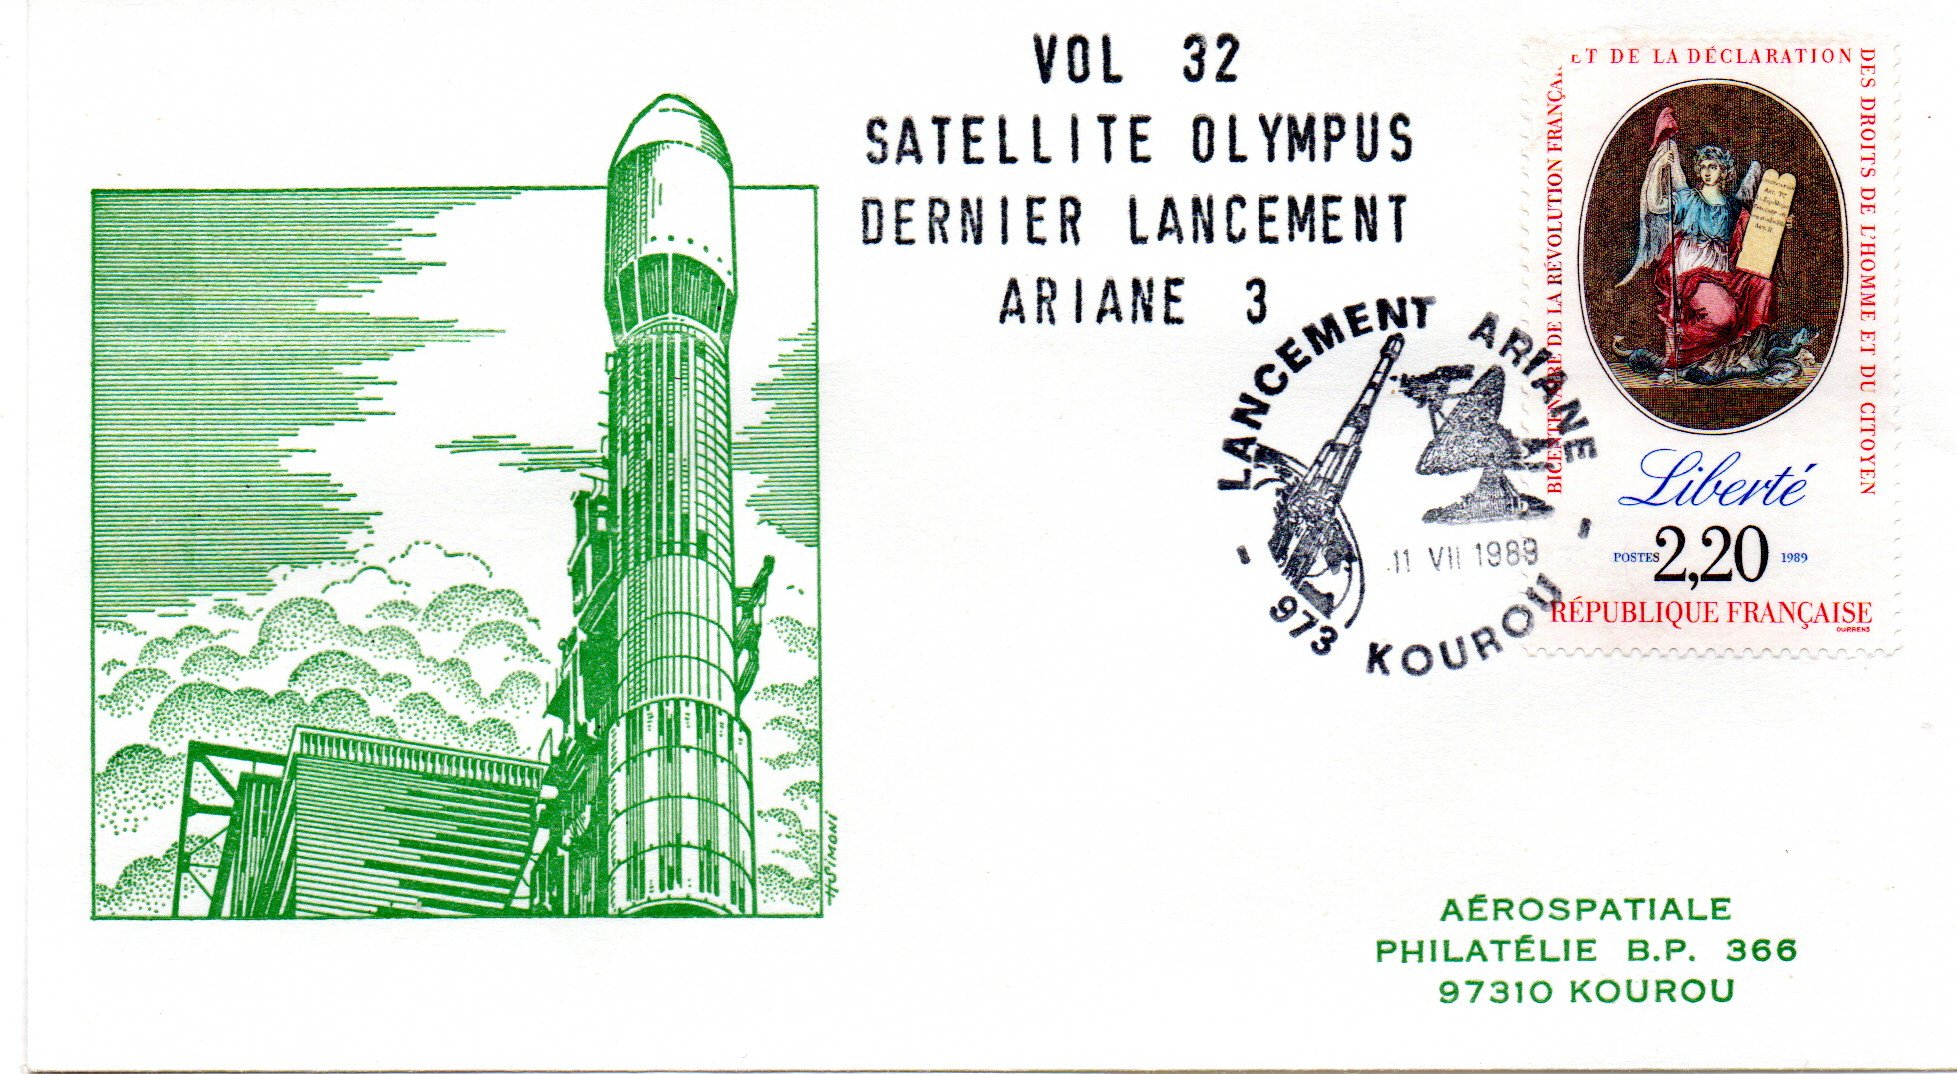 VOL 32
SATELLITE OLYMPUS
DERNIER LANCEMENT
ARIANE 3
LANCEMENT ARIANE
11 VII 1989
973 KOUROU
BICENTENAIRE DE LA RÉVOLUTION FRANÇA
ET DE LA DÉCLARATION
DES DROITS DE L'HOMME ET DU CITOYEN
Liberté
POSTES 2,20 1989
RÉPUBLIQUE FRANÇAISE
DURRENS
H SIMONI
AÉROSPATIALE
PHILATÉLIE B.P. 366
97310 KOUROU